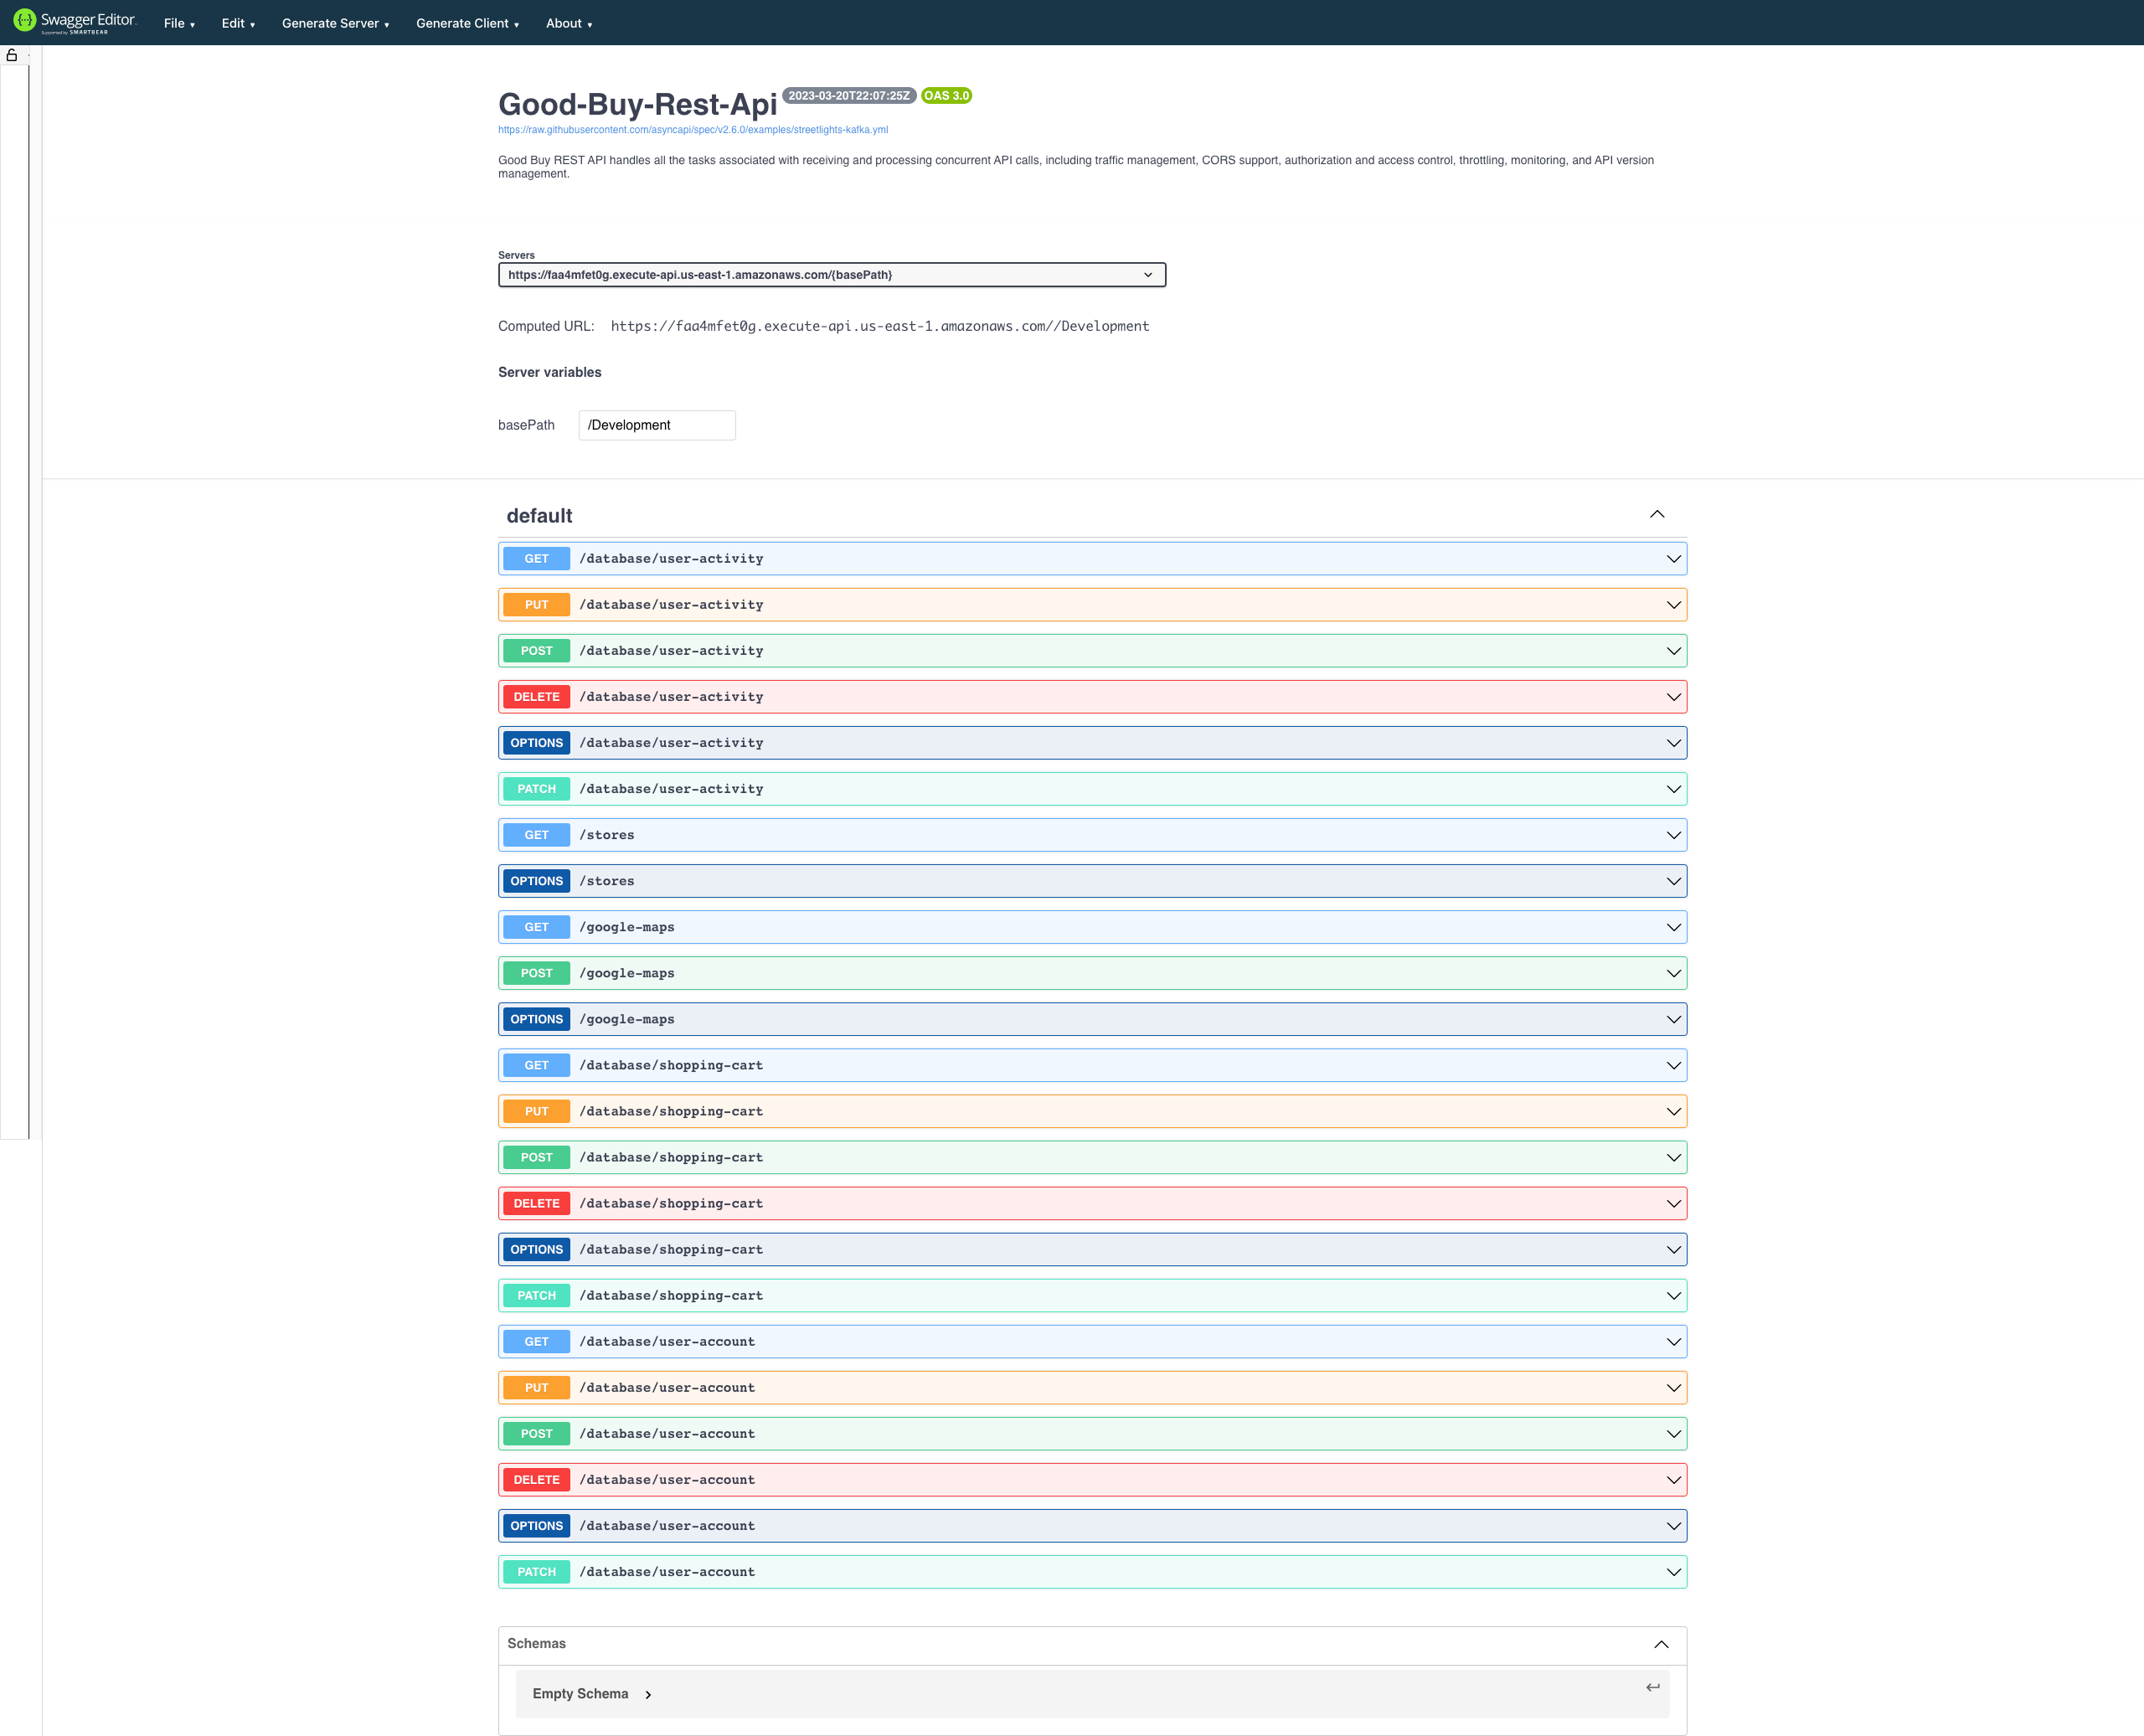 Swagger Editor.
Supported by SMARTBEAR
File ▾ Edit ▾ Generate Server ▾ Generate Client ▾ About ▾
Good-Buy-Rest-Api 2023-03-20T22:07:25Z OAS 3.0
https://raw.githubusercontent.com/asyncapi/spec/v2.6.0/examples/streetlights-kafka.yml
Good Buy REST API handles all the tasks associated with receiving and processing concurrent API calls, including traffic management, CORS support, authorization and access control, throttling, monitoring, and API version
management.
Servers
https://faa4mfet0g.execute-api.us-east-1.amazonaws.com/{basePath}
Computed URL: https://faa4mfet0g.execute-api.us-east-1.amazonaws.com//Development
Server variables
basePath /Development
default
GET /database/user-activity
PUT /database/user-activity
POST /database/user-activity
DELETE /database/user-activity
OPTIONS /database/user-activity
PATCH /database/user-activity
GET /stores
OPTIONS /stores
GET /google-maps
POST /google-maps
OPTIONS /google-maps
GET /database/shopping-cart
PUT /database/shopping-cart
POST /database/shopping-cart
DELETE /database/shopping-cart
OPTIONS /database/shopping-cart
PATCH /database/shopping-cart
GET /database/user-account
PUT /database/user-account
POST /database/user-account
DELETE /database/user-account
OPTIONS /database/user-account
PATCH /database/user-account
Schemas
Empty Schema